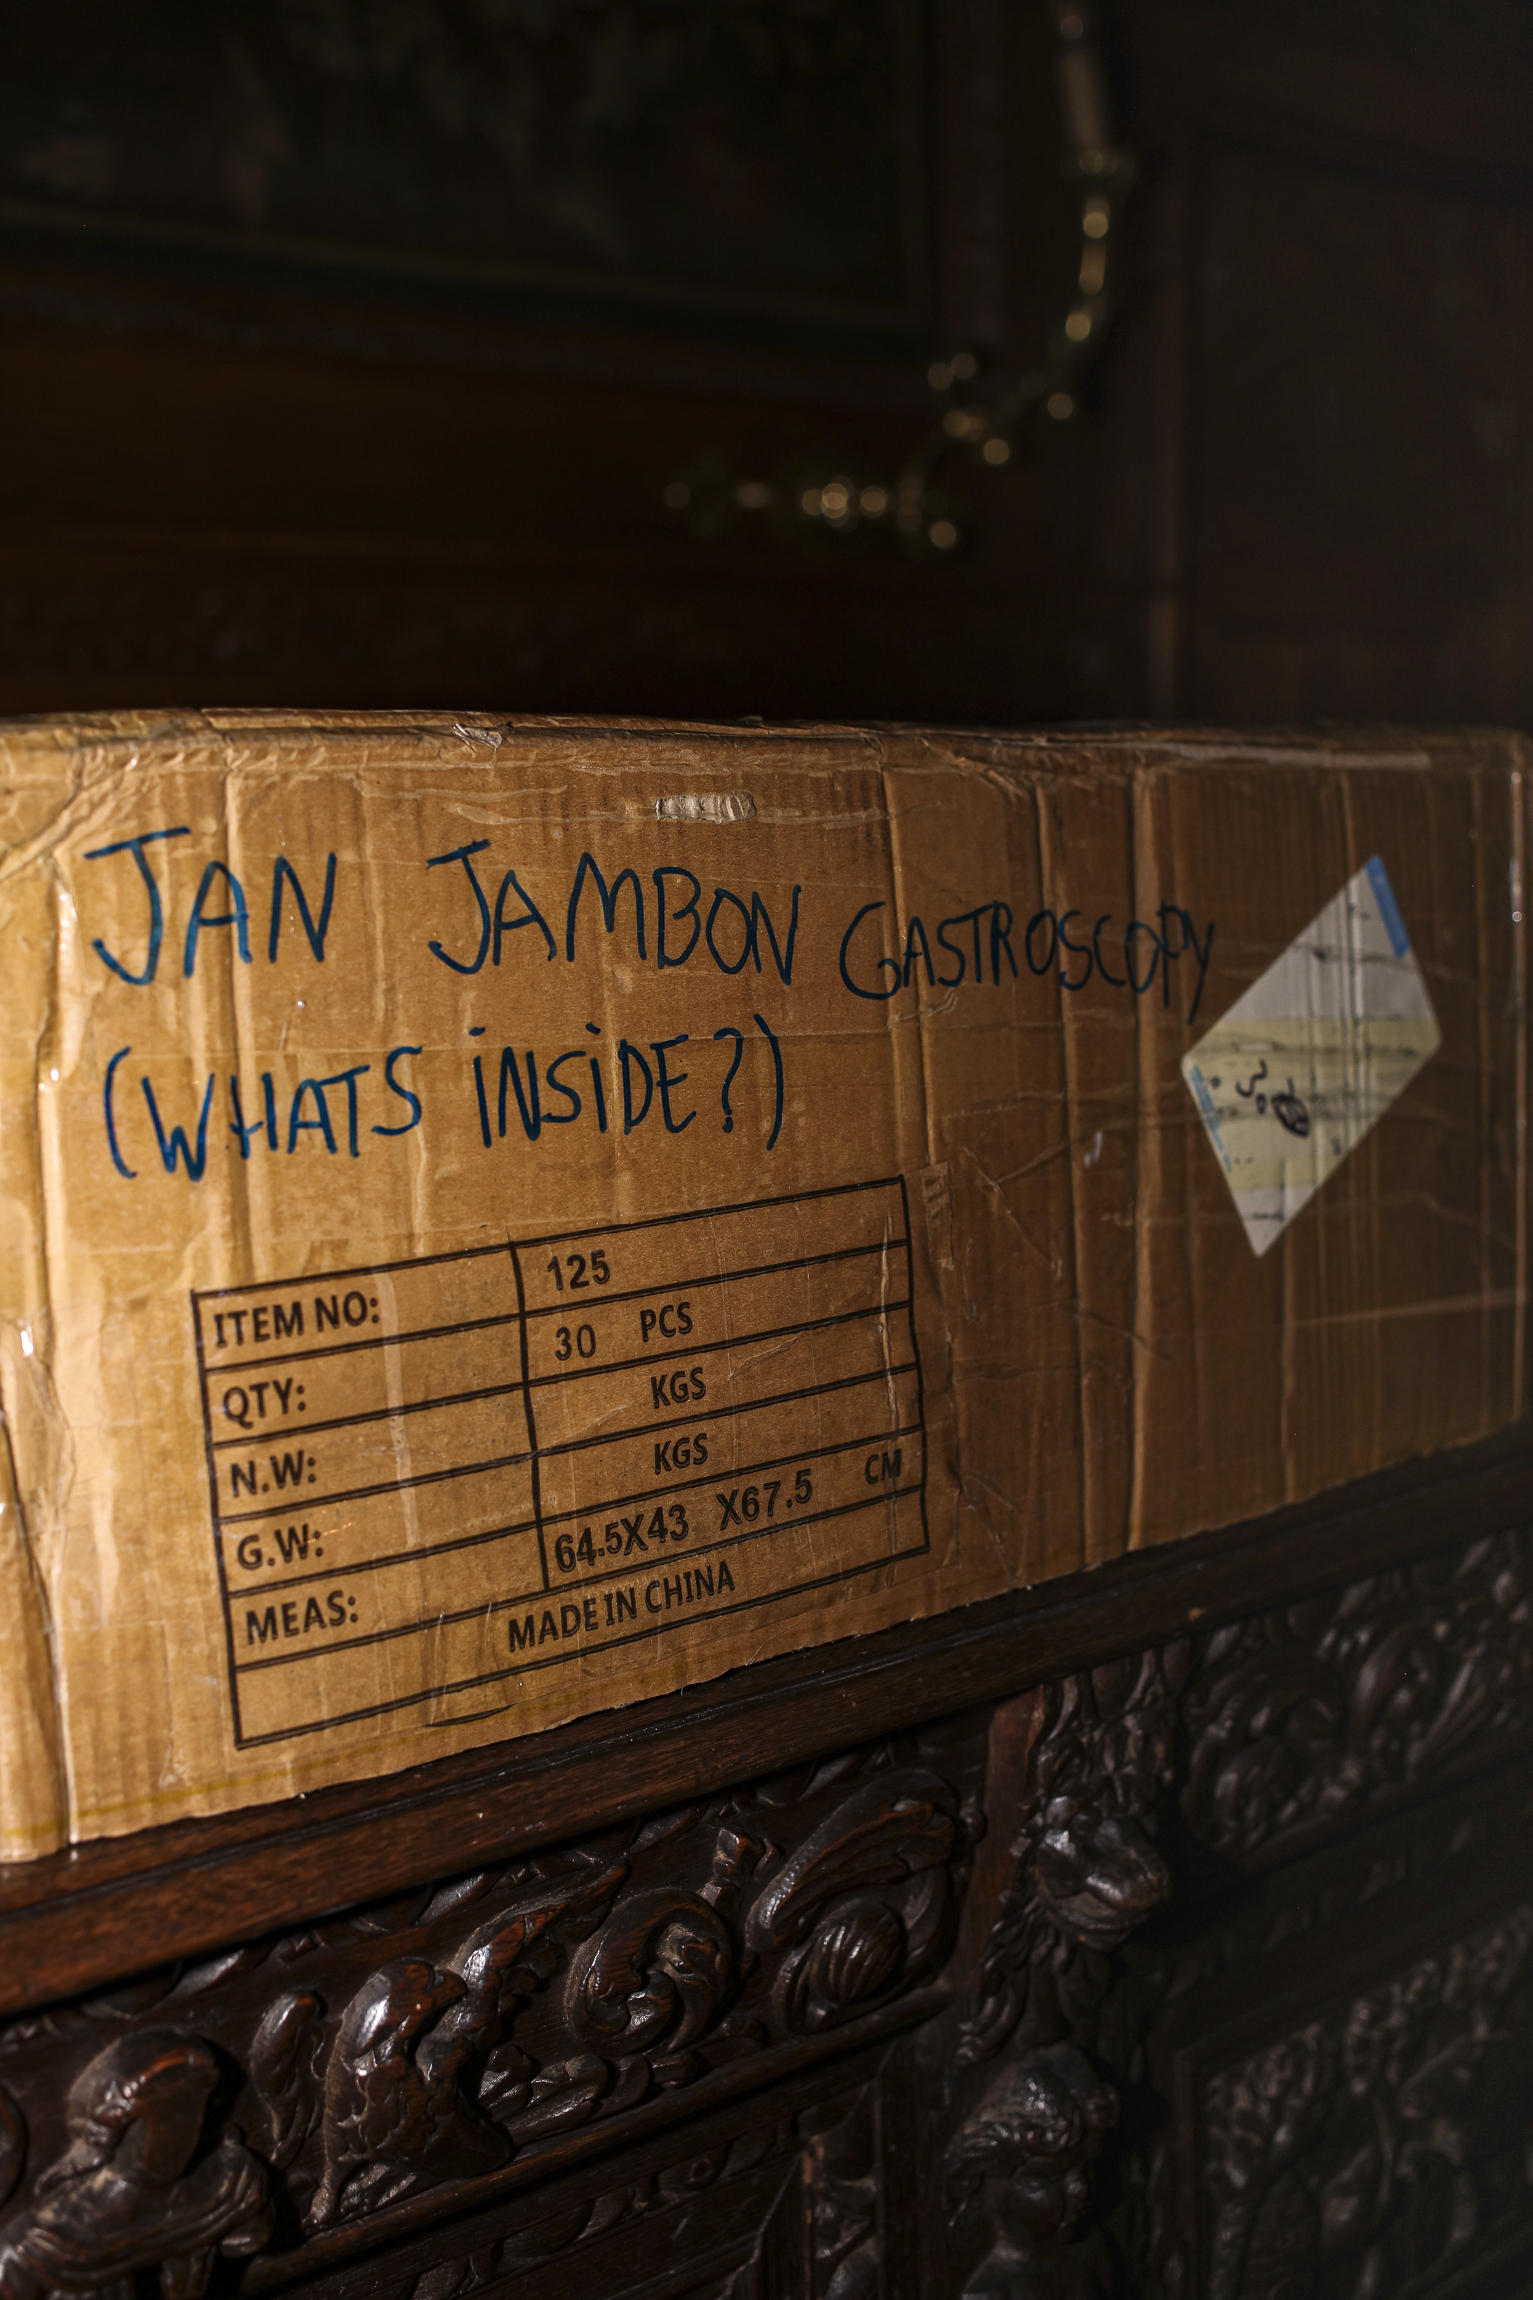 JAN JAMBON GASTROSCOPY
(WHATS INSIDE?)
ITEM NO: 125
QTY: 30 PCS
N.W: KGS
G.W: KGS
MEAS: 64.5X43 X67.5 CM
MADE IN CHINA